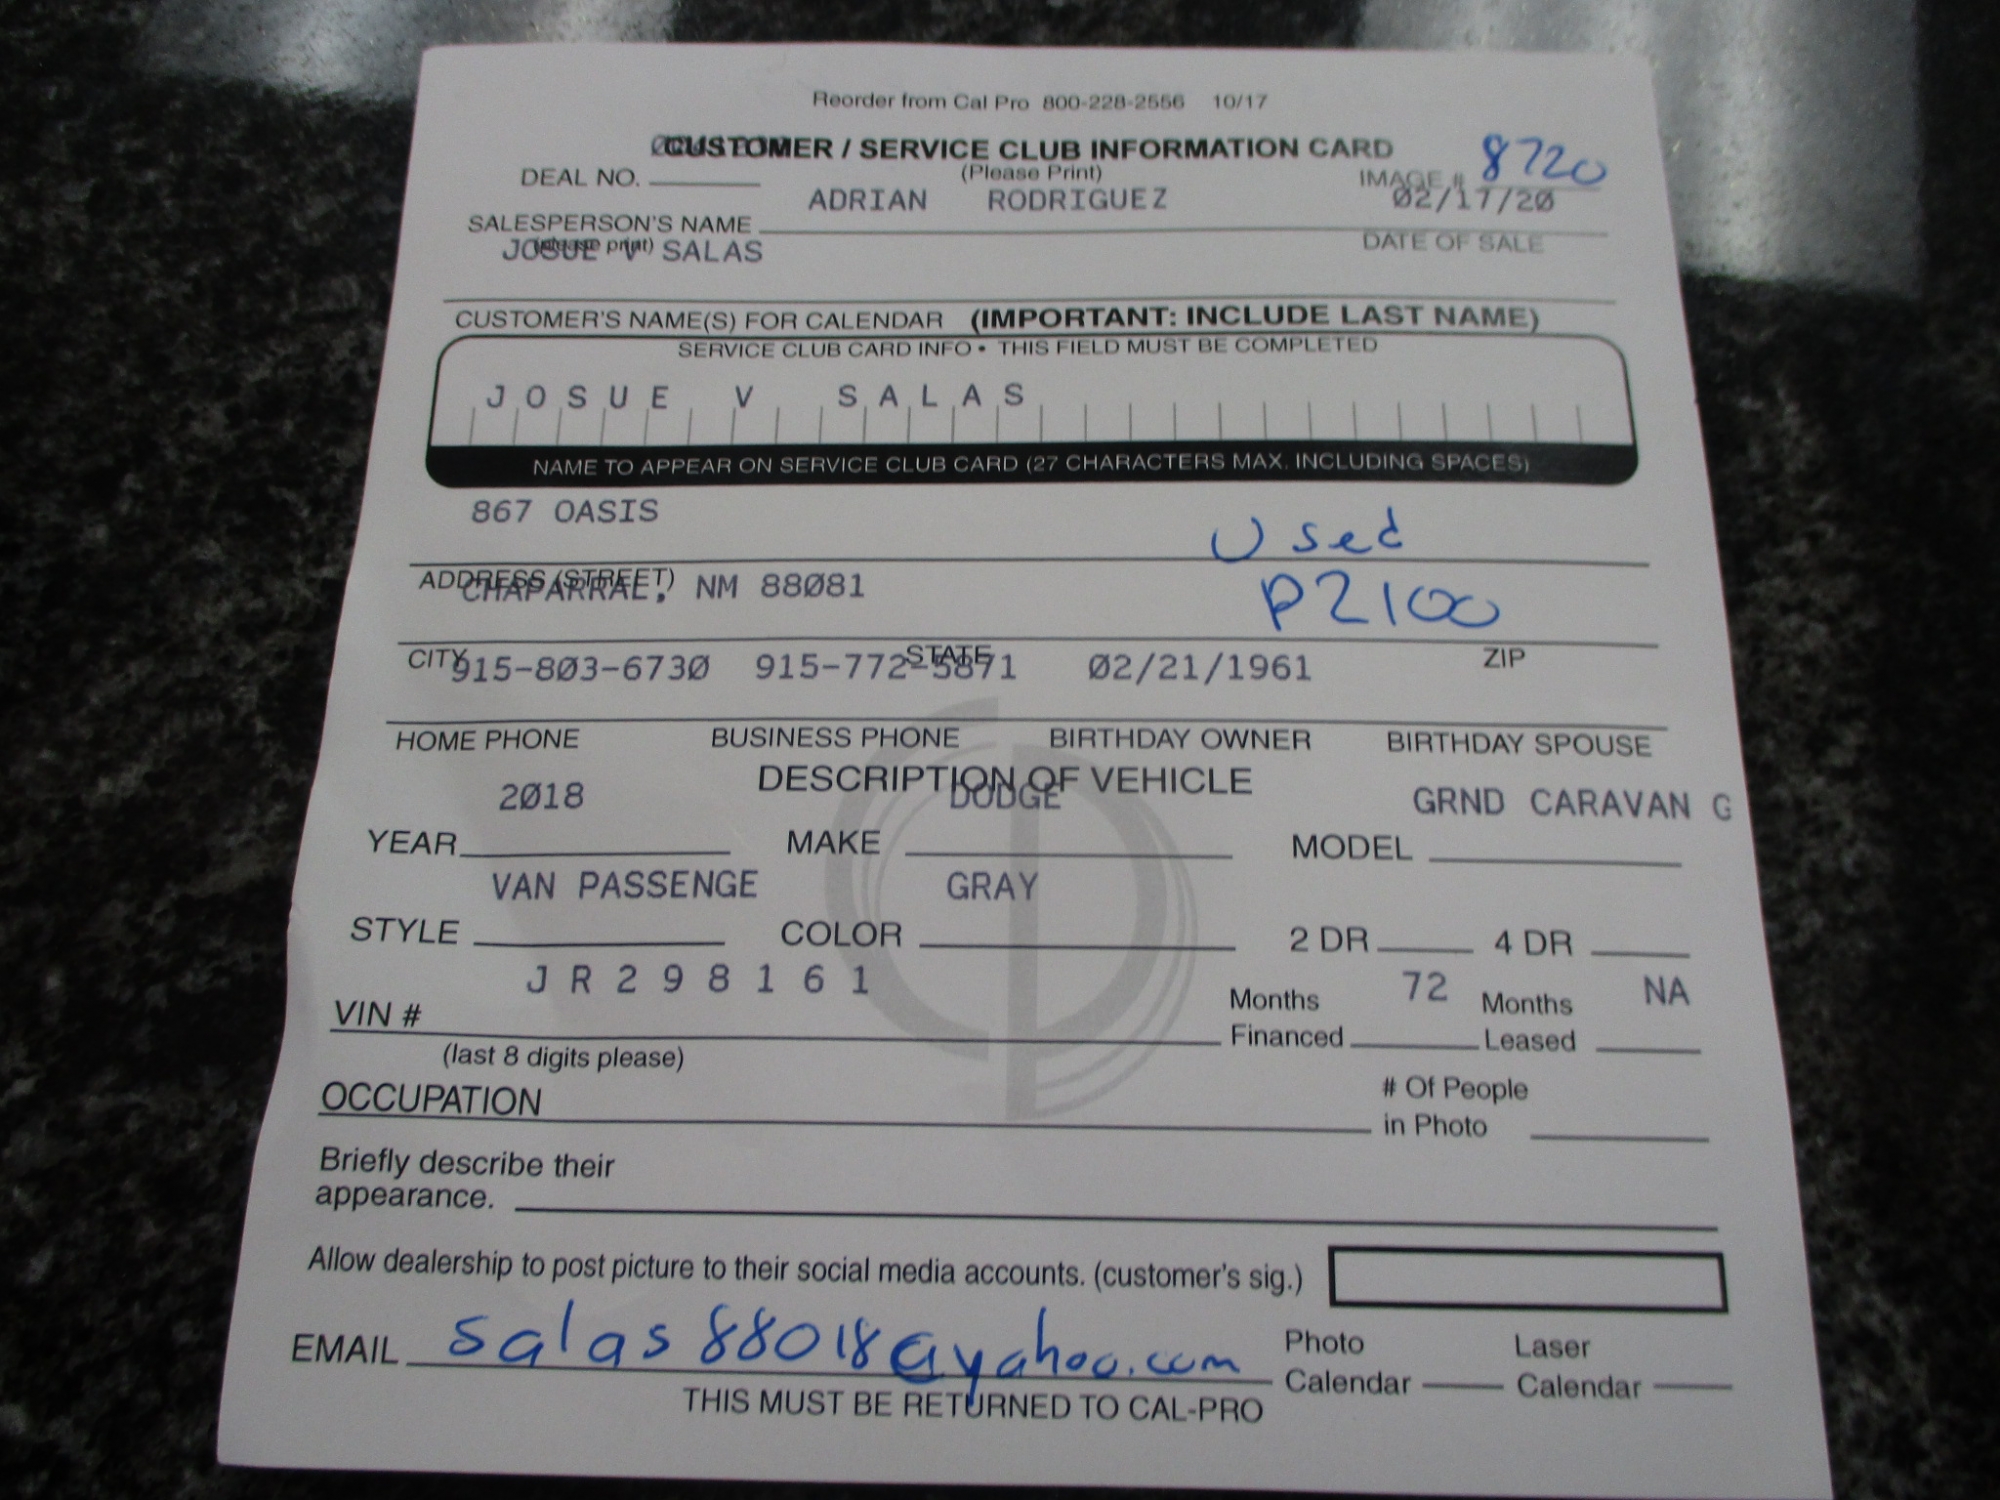 Reorder from Cal Pro 800-228-2556 10/17
CUSTOMER / SERVICE CLUB INFORMATION CARD
(Please Print)
DEAL NO.
IMAGE # 8720
ADRIAN RODRIGUEZ 02/17/20
SALESPERSON'S NAME
(please print)
DATE OF SALE
JOSUE V SALAS
CUSTOMER'S NAME(S) FOR CALENDAR (IMPORTANT: INCLUDE LAST NAME)
SERVICE CLUB CARD INFO • THIS FIELD MUST BE COMPLETED
JOSUE V SALAS
NAME TO APPEAR ON SERVICE CLUB CARD (27 CHARACTERS MAX. INCLUDING SPACES)
867 OASIS
Used
ADDRESS (STREET)
CHAPARRAL, NM 88081
P2100
CITY STATE ZIP
915-803-6730 915-772-5871 02/21/1961
HOME PHONE BUSINESS PHONE BIRTHDAY OWNER BIRTHDAY SPOUSE
DESCRIPTION OF VEHICLE
2018 DODGE GRND CARAVAN G
YEAR MAKE MODEL
VAN PASSENGE GRAY
STYLE COLOR 2 DR 4 DR
JR298161
VIN #
(last 8 digits please)
Months Financed 72 Months Leased NA
OCCUPATION
# Of People in Photo
Briefly describe their
appearance.
Allow dealership to post picture to their social media accounts. (customer's sig.)
EMAIL salas88018@yahoo.com
Photo Calendar Laser Calendar
THIS MUST BE RETURNED TO CAL-PRO